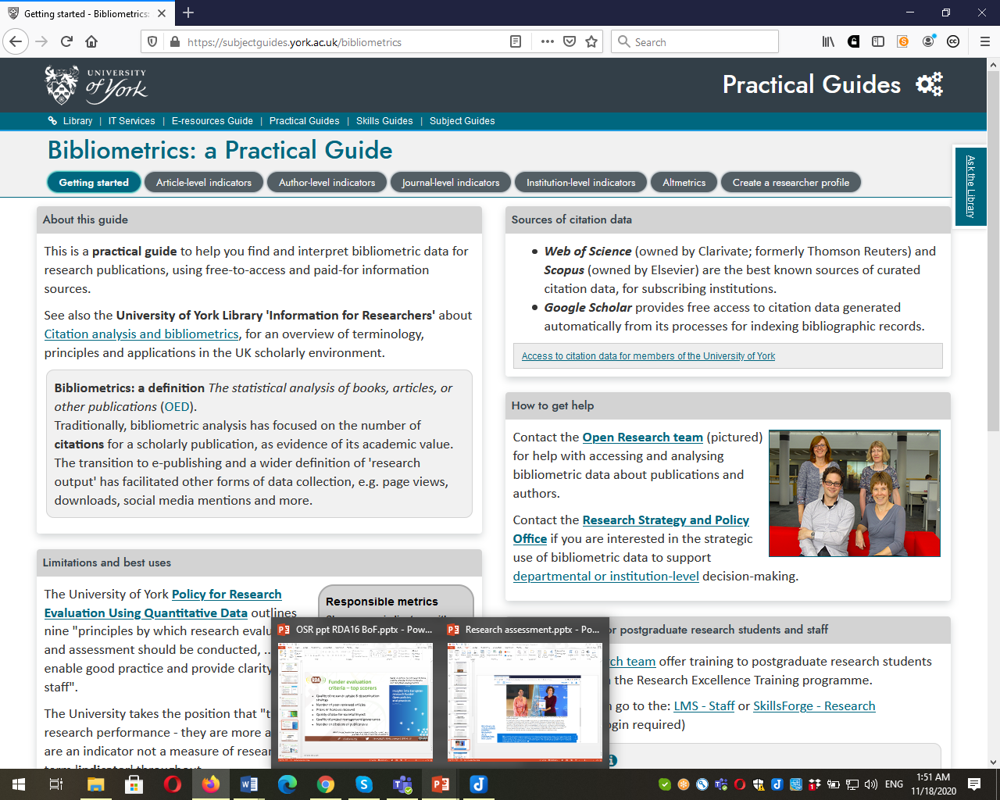 Getting started - Bibliometrics:
https://subjectguides.york.ac.uk/bibliometrics
Search
UNIVERSITY
of York
Practical Guides
Library | IT Services | E-resources Guide | Practical Guides | Skills Guides | Subject Guides
Bibliometrics: a Practical Guide
Ask the Library
Getting started
Article-level indicators
Author-level indicators
Journal-level indicators
Institution-level indicators
Altmetrics
Create a researcher profile
About this guide
This is a practical guide to help you find and interpret bibliometric data for
research publications, using free-to-access and paid-for information
sources.
See also the University of York Library 'Information for Researchers' about
Citation analysis and bibliometrics, for an overview of terminology,
principles and applications in the UK scholarly environment.
Bibliometrics: a definition The statistical analysis of books, articles, or
other publications (OED).
Traditionally, bibliometric analysis has focused on the number of
citations for a scholarly publication, as evidence of its academic value.
The transition to e-publishing and a wider definition of 'research
output' has facilitated other forms of data collection, e.g. page views,
downloads, social media mentions and more.
Limitations and best uses
The University of York Policy for Research
Evaluation Using Quantitative Data outlines
nine "principles by which research evalu
and assessment should be conducted, ...
enable good practice and provide clarity
staff".
The University takes the position that "t
research performance - they are more a
are an indicator not a measure of resear
Responsible metrics
Sources of citation data
• Web of Science (owned by Clarivate; formerly Thomson Reuters) and
Scopus (owned by Elsevier) are the best known sources of curated
citation data, for subscribing institutions.
• Google Scholar provides free access to citation data generated
automatically from its processes for indexing bibliographic records.
Access to citation data for members of the University of York
How to get help
Contact the Open Research team (pictured)
for help with accessing and analysing
bibliometric data about publications and
authors.
Contact the Research Strategy and Policy
Office if you are interested in the strategic
use of bibliometric data to support
departmental or institution-level decision-making.
or postgraduate research students and staff
rch team offer training to postgraduate research students
the Research Excellence Training programme.
go to the: LMS - Staff or SkillsForge - Research
ogin required)
OSR ppt RDA16 BoF.pptx - Pow...
Research assessment.pptx - Po...
Funder evaluation
criteria – top scorers
ENG
1:51 AM
11/18/2020